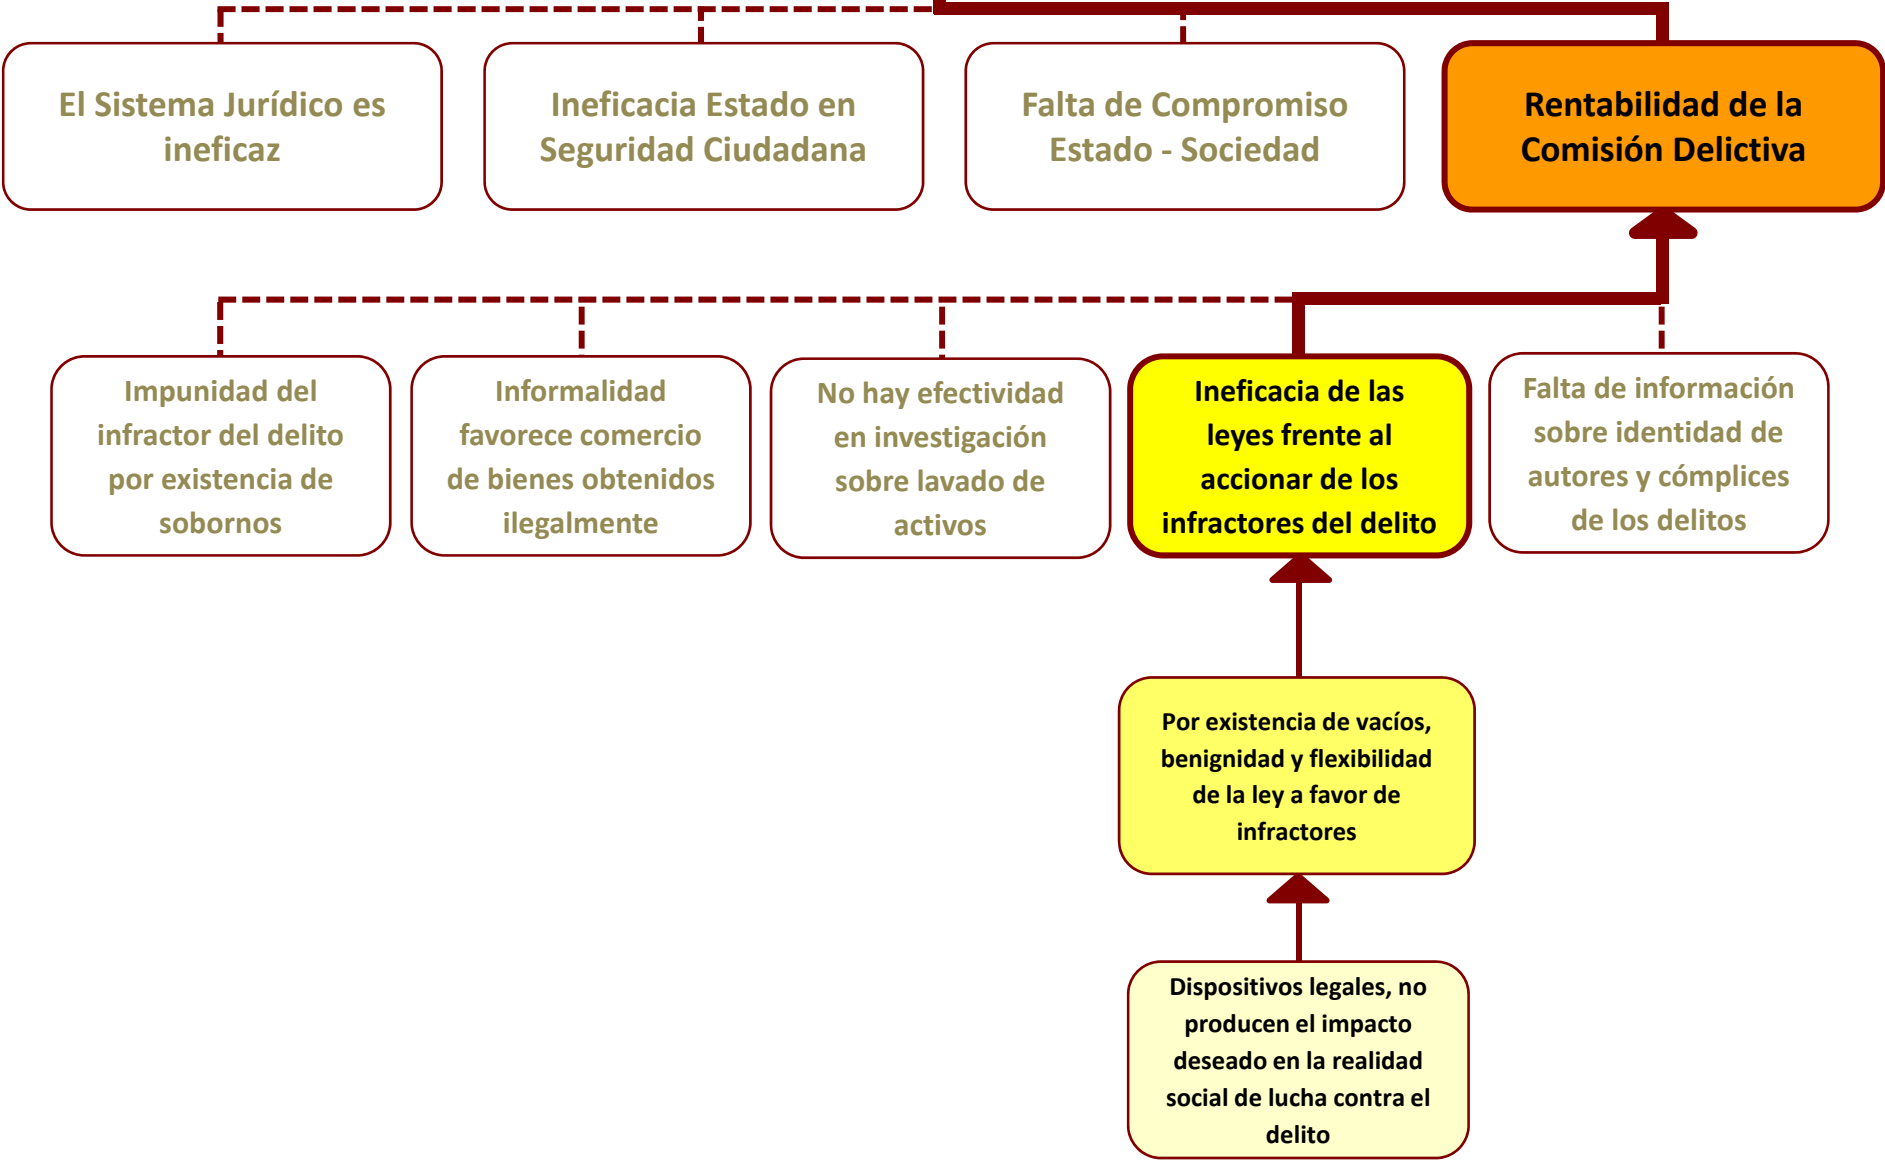 El Sistema Jurídico es
ineficaz
Ineficacia Estado en
Seguridad Ciudadana
Falta de Compromiso
Estado - Sociedad
Rentabilidad de la
Comisión Delictiva
Impunidad del
infractor del delito
por existencia de
sobornos
Informalidad
favorece comercio
de bienes obtenidos
ilegalmente
No hay efectividad
en investigación
sobre lavado de
activos
Ineficacia de las
leyes frente al
accionar de los
infractores del delito
Falta de información
sobre identidad de
autores y cómplices
de los delitos
Por existencia de vacíos,
benignidad y flexibilidad
de la ley a favor de
infractores
Dispositivos legales, no
producen el impacto
deseado en la realidad
social de lucha contra el
delito